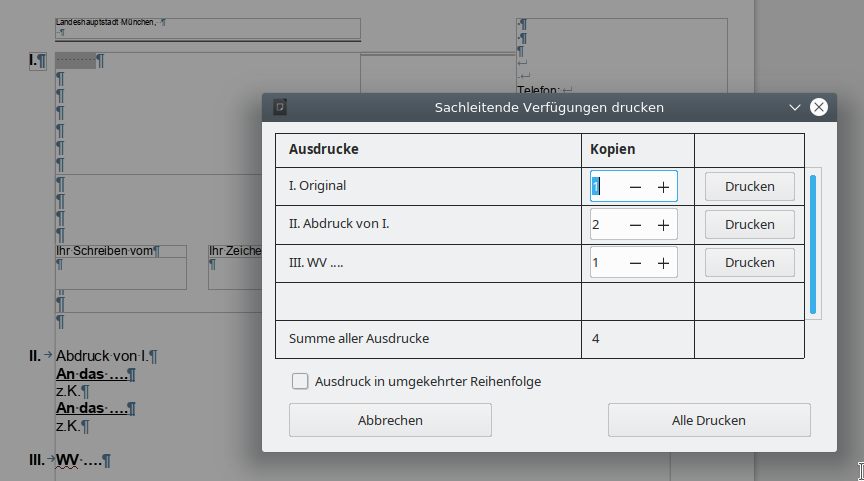 Landeshauptstadt München, ¶
¶
¶
¶
¶
I.¶ ¶
Telefon:
¶
¶
¶
¶
¶
¶
¶
¶
¶
¶
Ihr Schreiben vom¶ Ihr Zeiche
¶ ¶
¶
¶
¶
II. → Abdruck von I.¶
An das ....¶
z.K.¶
An das ....¶
z.K.¶
III. → WV ....¶
Sachleitende Verfügungen drucken
Ausdrucke Kopien
I. Original 1 − + Drucken
II. Abdruck von I. 2 − + Drucken
III. WV .... 1 − + Drucken
Summe aller Ausdrucke 4
Ausdruck in umgekehrter Reihenfolge
Abbrechen Alle Drucken